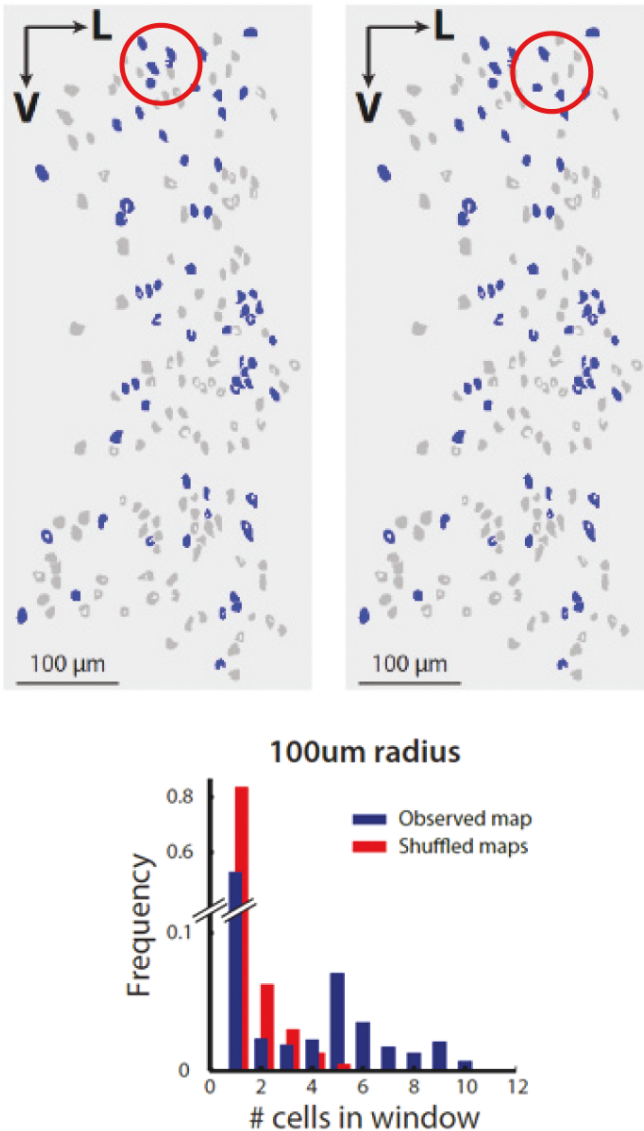 L
V
100 μm
L
V
100 μm
100um radius
Observed map
Shuffled maps
Frequency
0.8
0.6
0.1
0
0 2 4 6 8 10 12
# cells in window